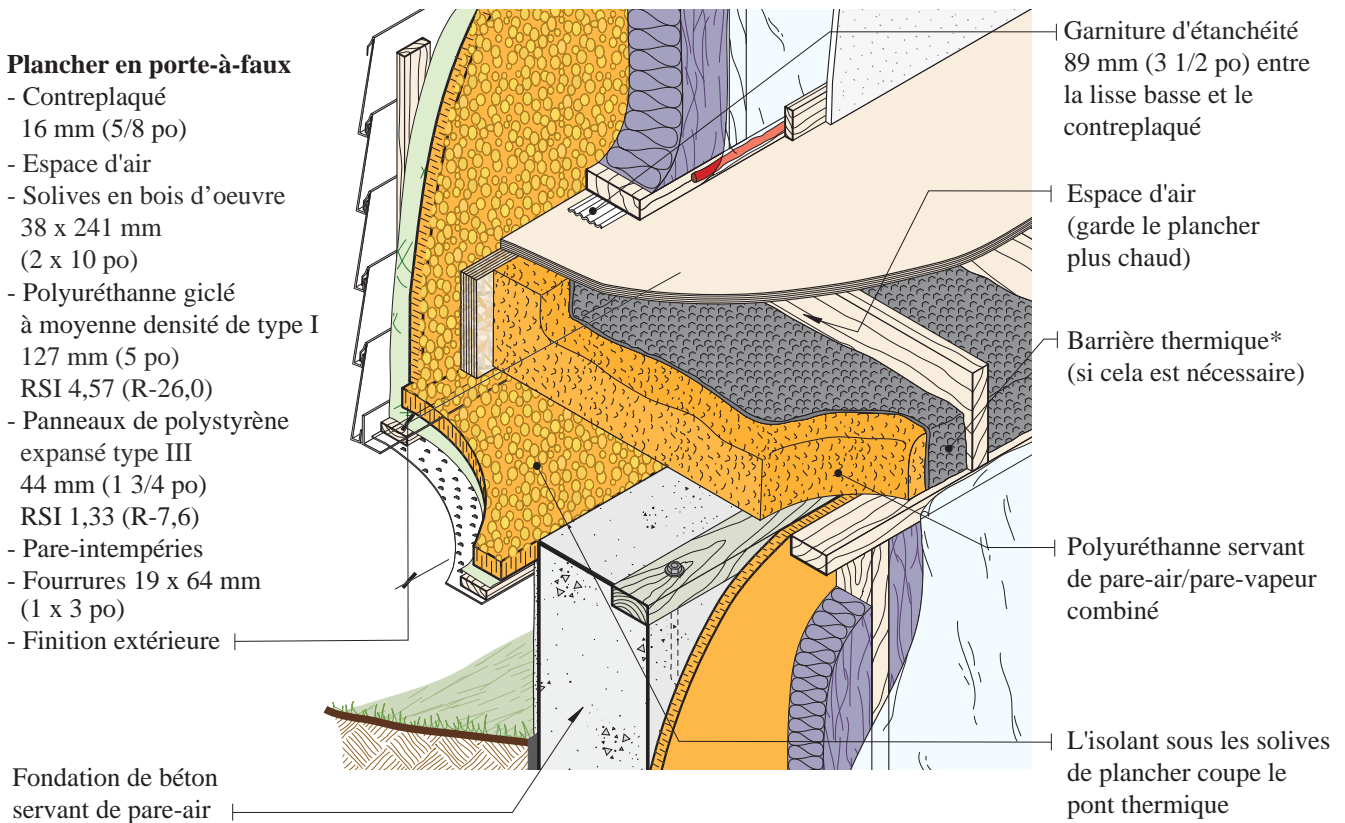 Plancher en porte-à-faux
- Contreplaqué
16 mm (5/8 po)
- Espace d'air
- Solives en bois d’oeuvre
38 x 241 mm
(2 x 10 po)
- Polyuréthanne giclé
à moyenne densité de type I
127 mm (5 po)
RSI 4,57 (R-26,0)
- Panneaux de polystyrène
expansé type III
44 mm (1 3/4 po)
RSI 1,33 (R-7,6)
- Pare-intempéries
- Fourrures 19 x 64 mm
(1 x 3 po)
- Finition extérieure
Fondation de béton
servant de pare-air
Garniture d'étanchéité
89 mm (3 1/2 po) entre
la lisse basse et le
contreplaqué
Espace d'air
(garde le plancher
plus chaud)
Barrière thermique*
(si cela est nécessaire)
Polyuréthanne servant
de pare-air/pare-vapeur
combiné
L'isolant sous les solives
de plancher coupe le
pont thermique